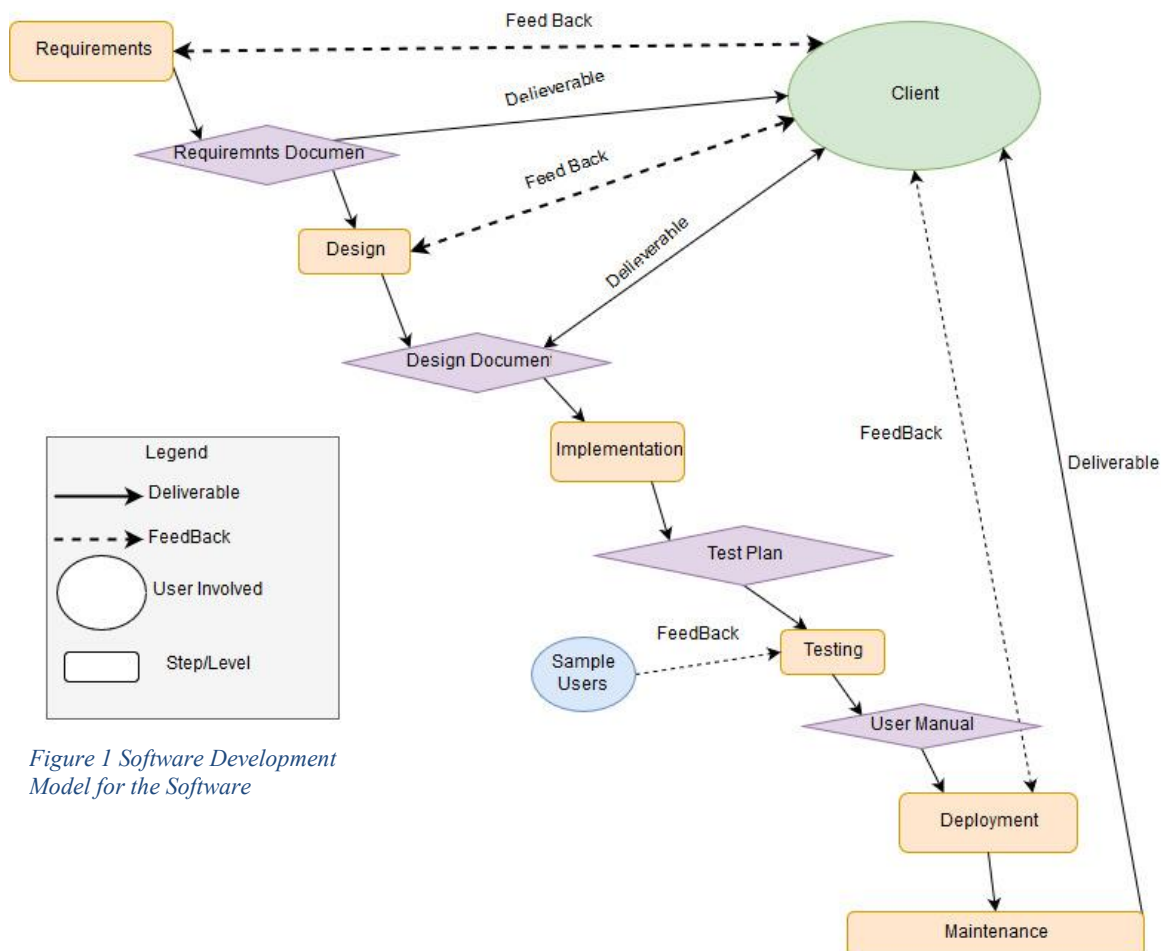 Feed Back
Requirements
Client
Delieverable
Requiremnts Documen
Feed Back
Design
Delieverable
Design Document
FeedBack
Implementation
Legend
Deliverable
Deliverable
FeedBack
Test Plan
User Involved
FeedBack
Testing
Step/Level
Sample
Users
User Manual
Figure 1 Software Development
Model for the Software
Deployment
Maintenance